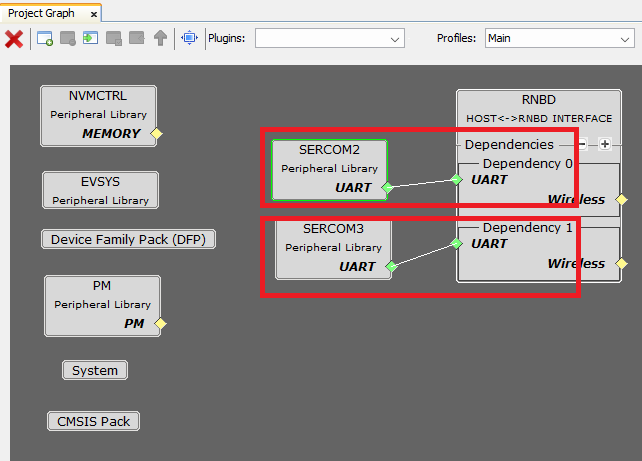 Project Graph x
Plugins:
Profiles: Main
NVMCTRL
Peripheral Library
MEMORY
EVSYS
Peripheral Library
Device Family Pack (DFP)
PM
Peripheral Library
PM
System
CMSIS Pack
SERCOM2
Peripheral Library
UART
SERCOM3
Peripheral Library
UART
RNBD
HOST<->RNBD INTERFACE
Dependencies
Dependency 0
UART
Wireless
Dependency 1
UART
Wireless